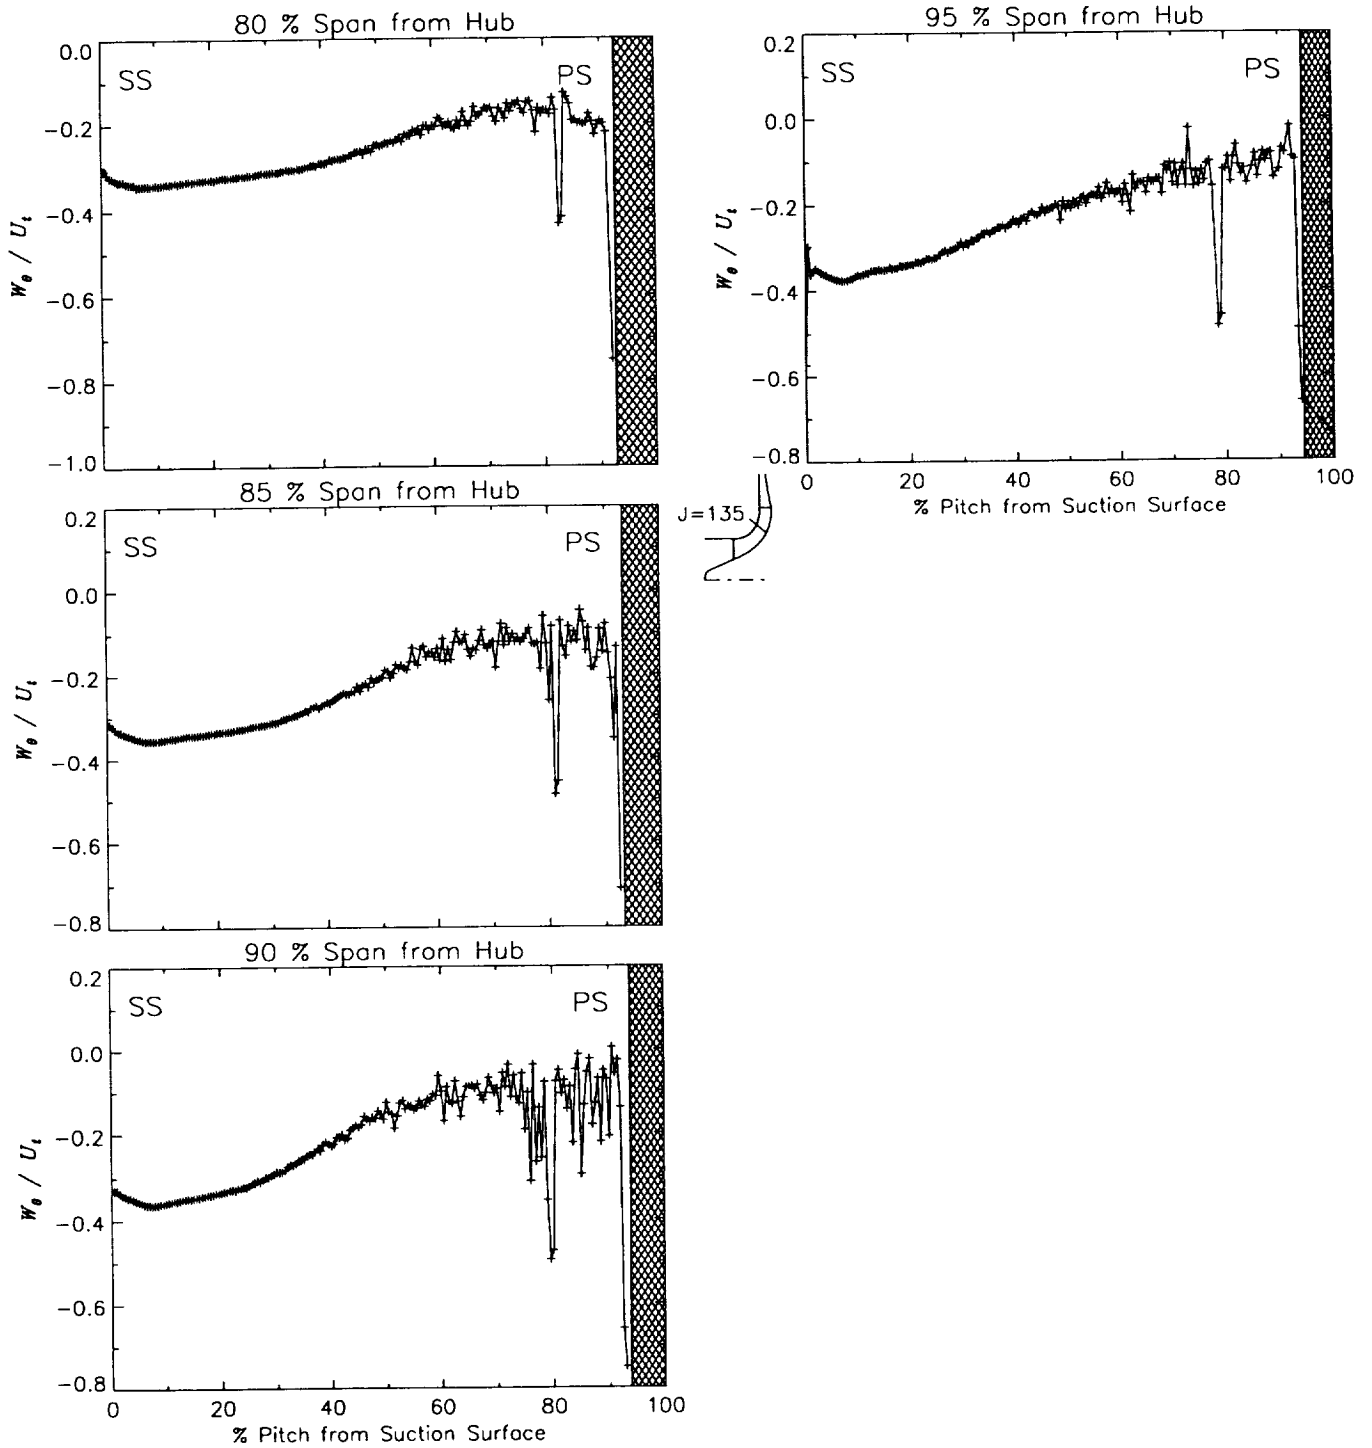 80 % Span from Hub
0.0
−0.2
−0.4
−0.6
−0.8
−1.0
SS
PS
W_θ / U_t
85 % Span from Hub
0.2
0.0
−0.2
−0.4
−0.6
−0.8
SS
PS
W_θ / U_t
90 % Span from Hub
0.2
0.0
−0.2
−0.4
−0.6
−0.8
SS
PS
W_θ / U_t
0 20 40 60 80 100
% Pitch from Suction Surface
95 % Span from Hub
0.2
0.0
−0.2
−0.4
−0.6
−0.8
SS
PS
W_θ / U_t
0 20 40 60 80 100
% Pitch from Suction Surface
J=135